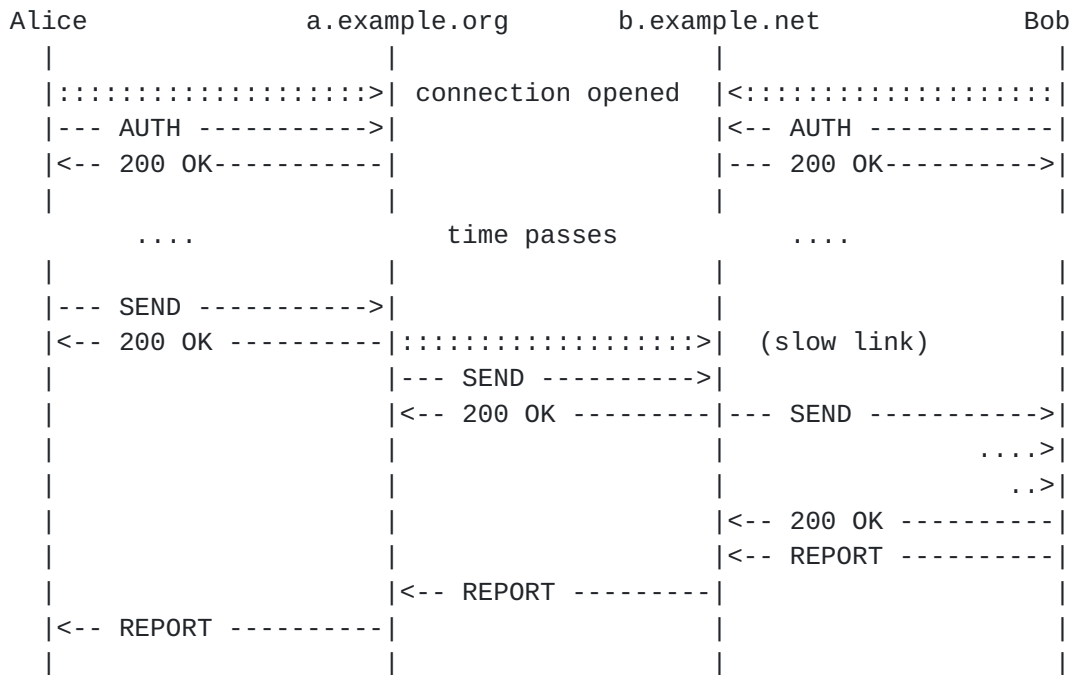 Alice a.example.org b.example.net Bob
| | | |
|::::::::::::::::::::>| connection opened |<::::::::::::::::::::|
|--- AUTH ----------->| |<-- AUTH ------------|
|<-- 200 OK-----------| |--- 200 OK---------->|
| | | |
.... time passes ....
| | | |
|--- SEND ----------->| | |
|<-- 200 OK ----------|:::::::::::::::::::>| (slow link) |
| |--- SEND ---------->| |
| |<-- 200 OK ---------|--- SEND ----------->|
| | | ....>|
| | | ..>|
| | |<-- 200 OK ----------|
| | |<-- REPORT ----------|
| |<-- REPORT ---------| |
|<-- REPORT ----------| | |
| | | |